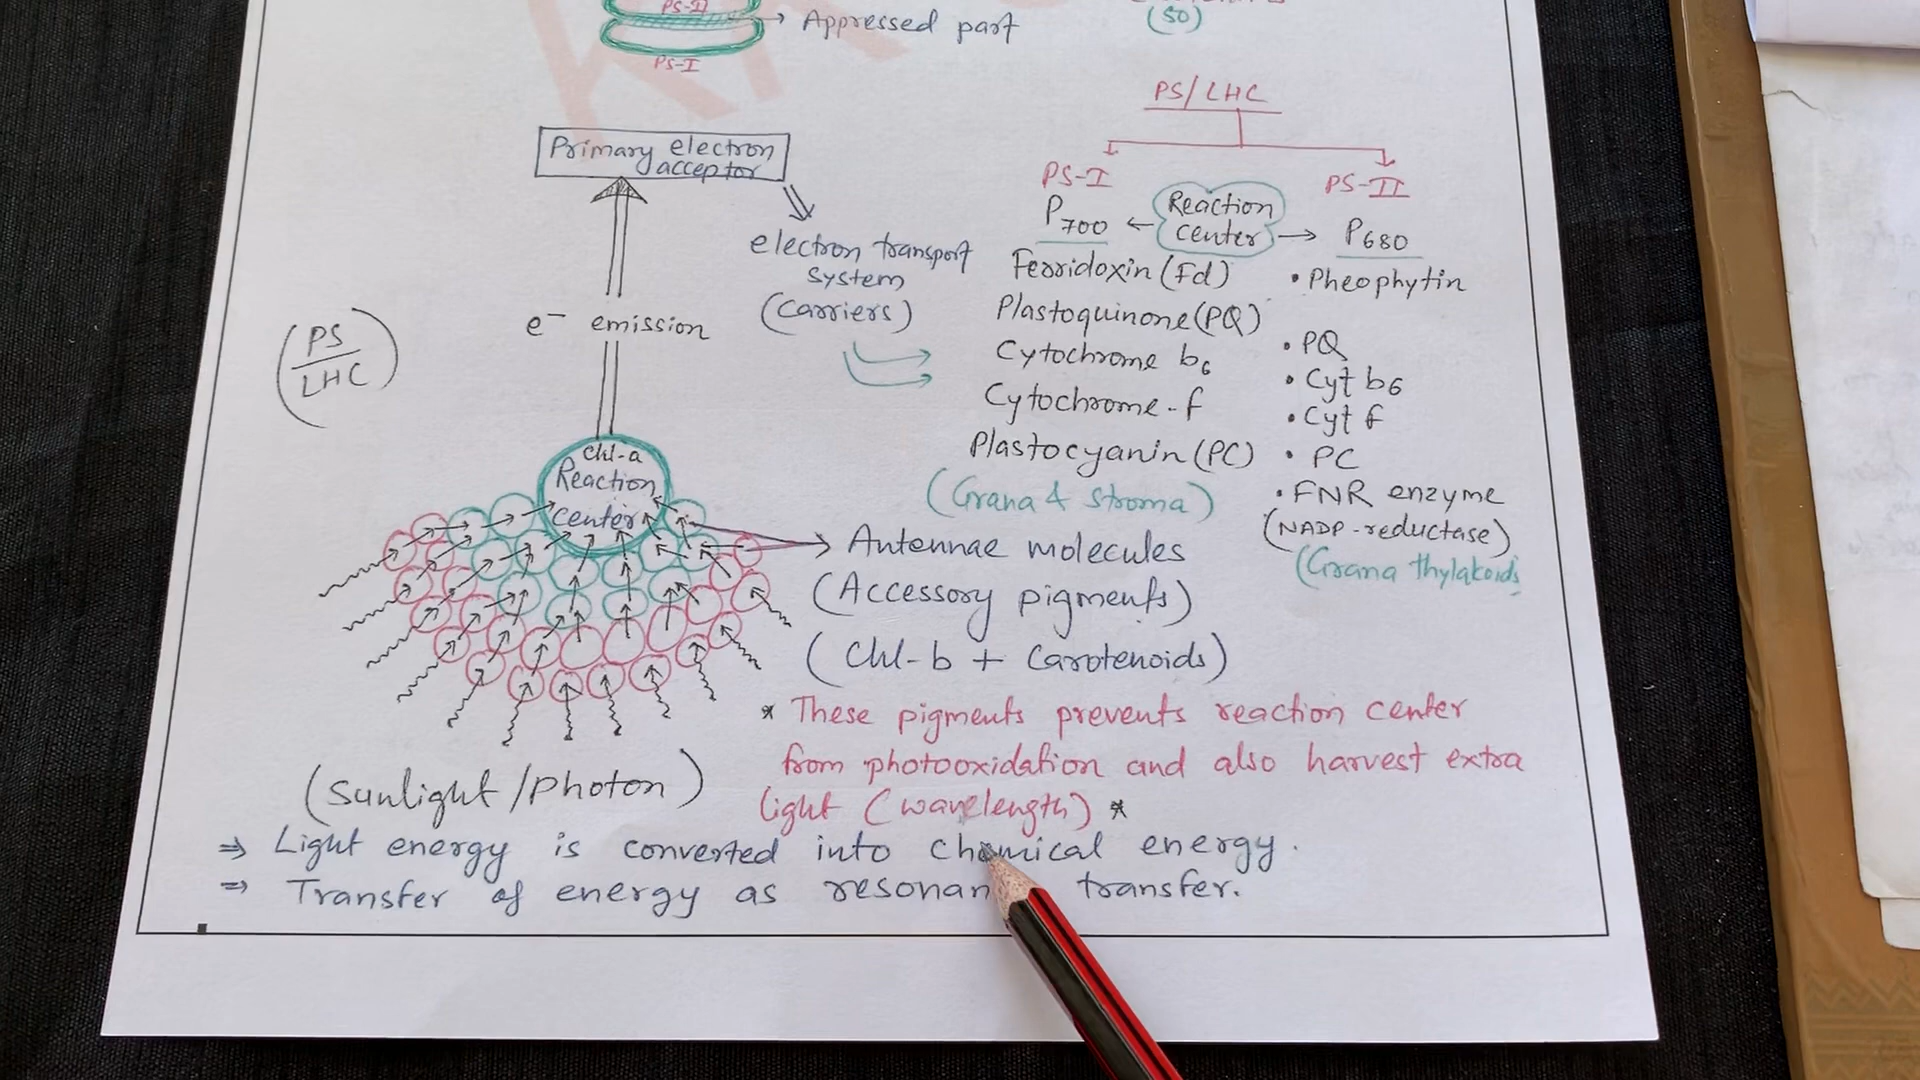 PS-II
Appressed part
(50)
PS-I
PS/LHC
Primary electron
acceptor
PS-I
PS-II
Reaction
center
P700
P680
electron transport
system
(Carriers)
Ferridoxin (Fd)
• Pheophytin
Plastoquinone (PQ)
• PQ
e⁻ emission
(PS/LHC)
Cytochrome b6
• Cyt b6
Cytochrome-f
• Cyt f
Plastocyanin (PC)
• PC
(Grana & Stroma)
• FNR enzyme
(NADP-reductase)
(Grana thylakoids
chl-a
Reaction
center
Antennae molecules
(Accessory pigments)
(Chl-b + Carotenoids)
* These pigments prevents reaction center
from photooxidation and also harvest extra
light (wavelength) *
(Sunlight/Photon)
⇒ Light energy is converted into chemical energy.
⇒ Transfer of energy as resonan transfer.